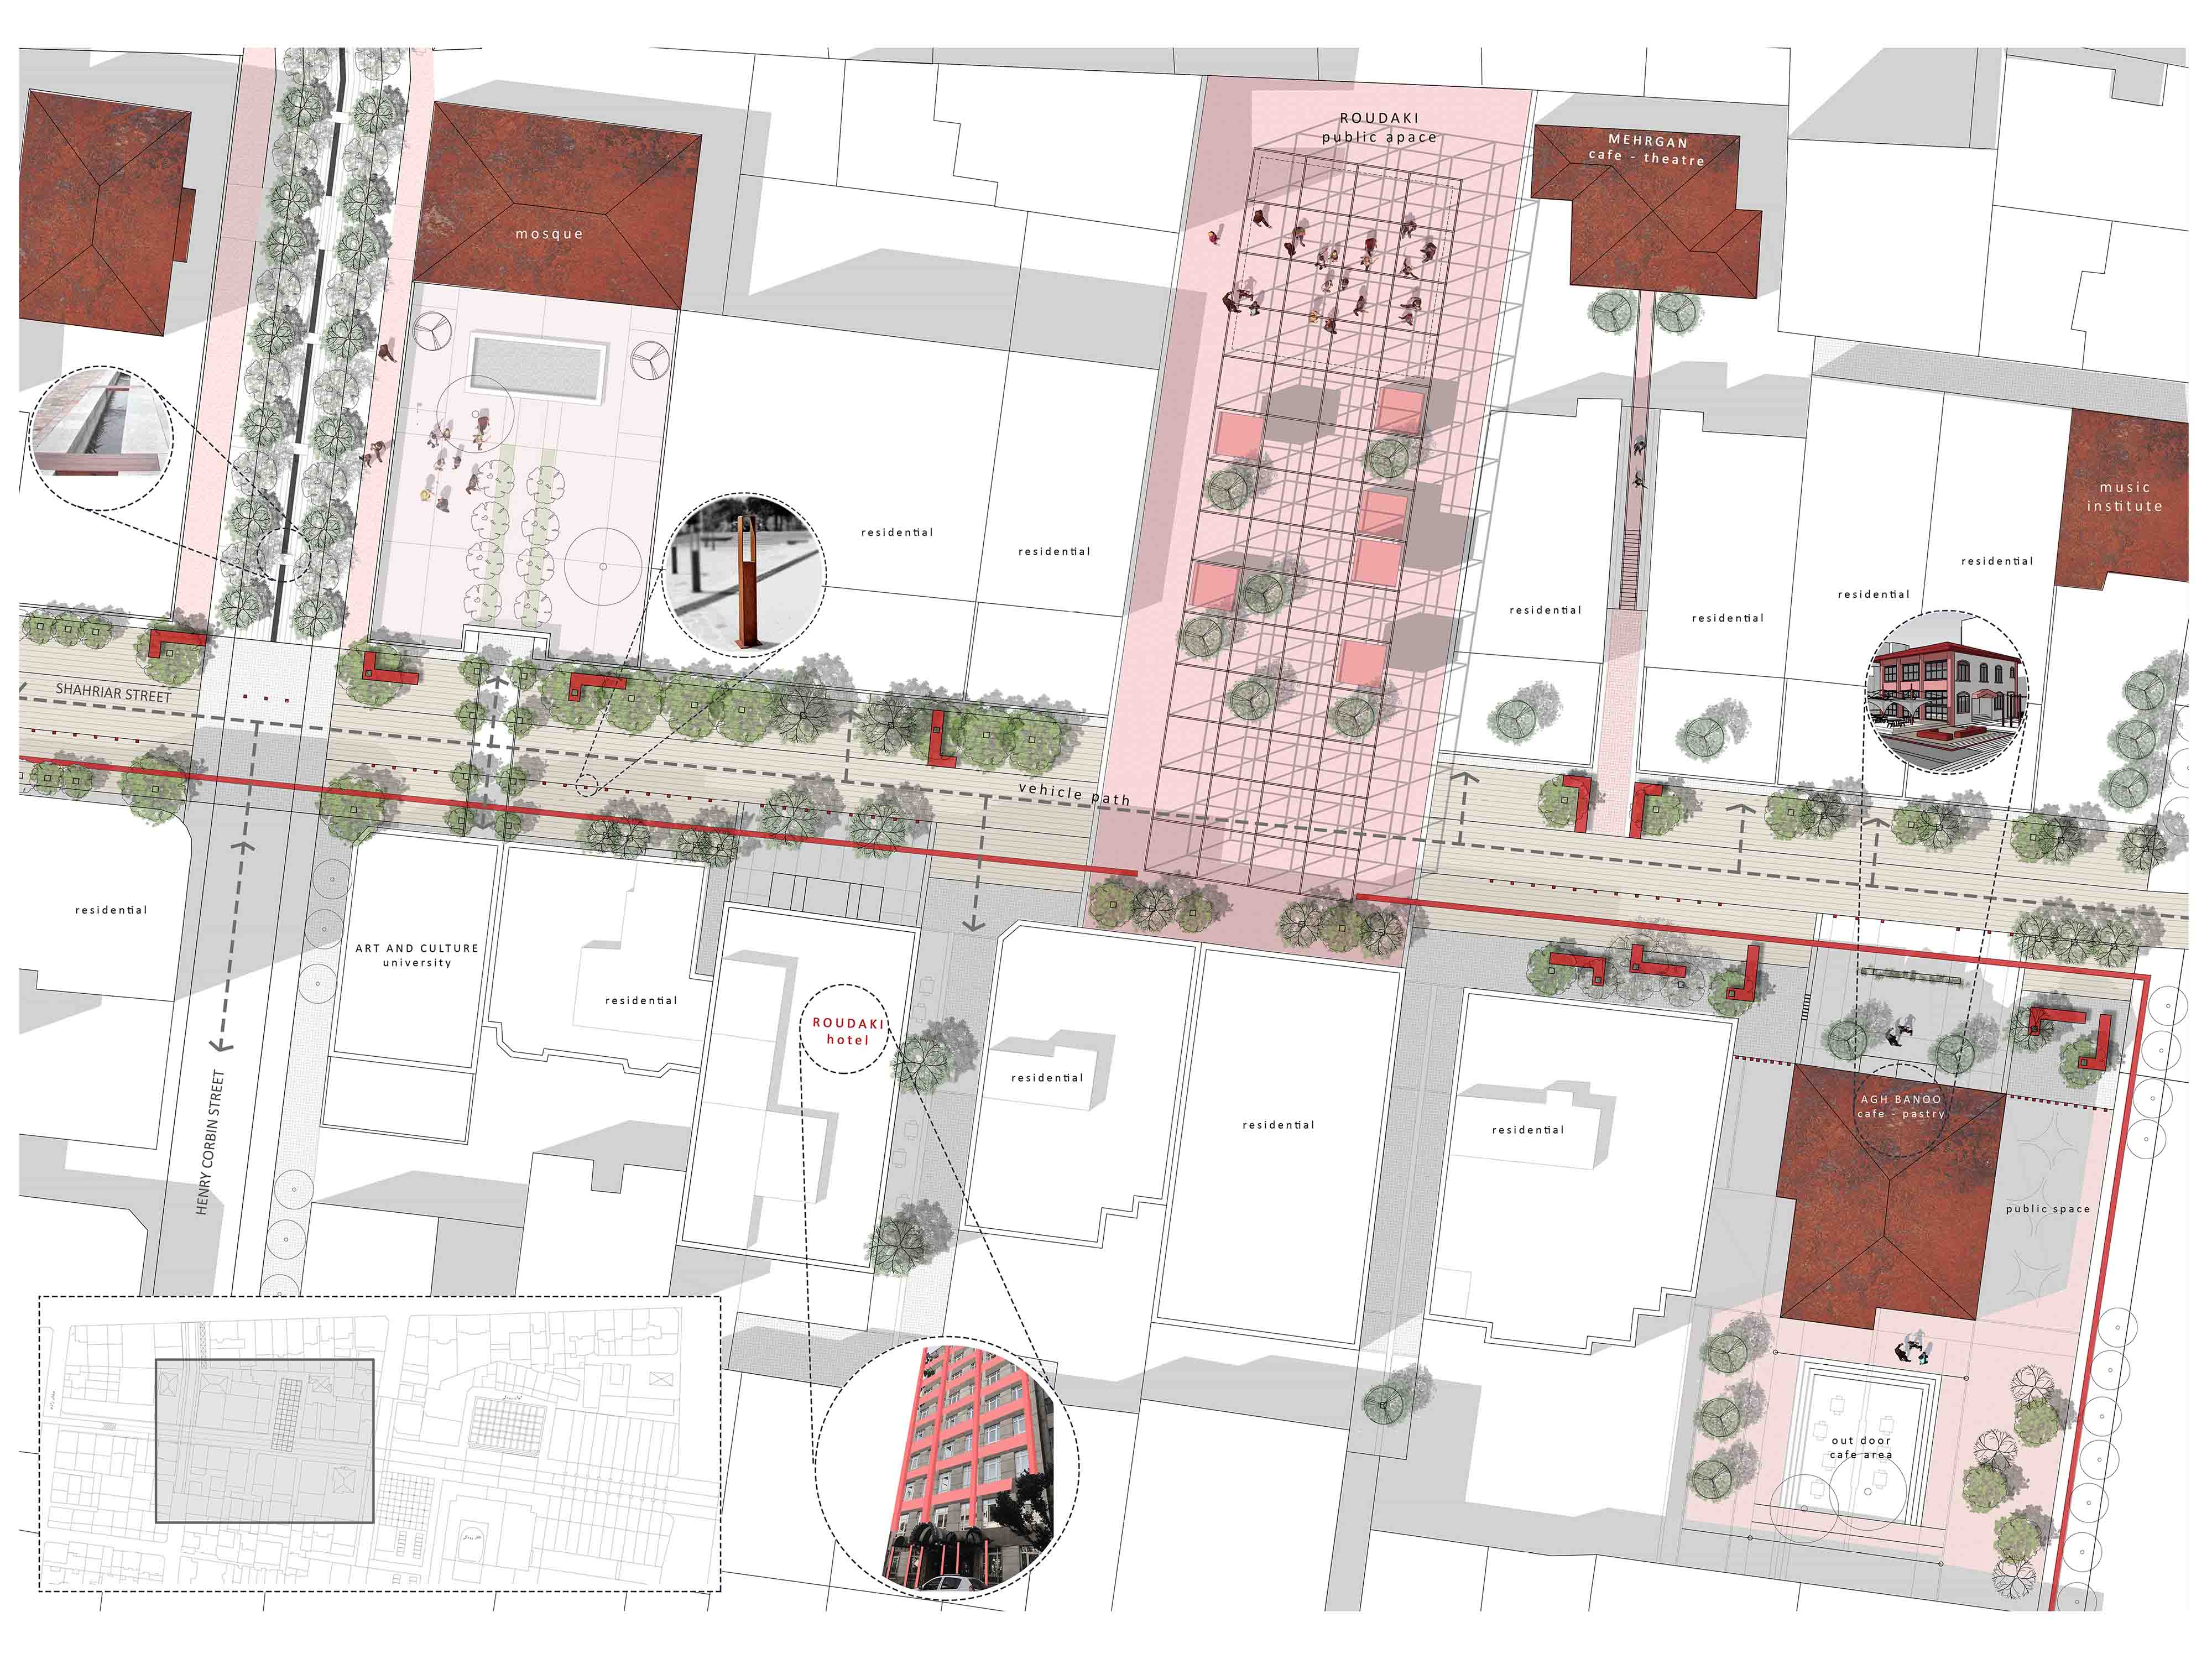 ROUDAKI
public apace
MEHRGAN
cafe - theatre
mosque
music
institute
residential
residential
residential
residential
residential
residential
SHAHRIAR STREET
vehicle path
residential
ART AND CULTURE
university
residential
ROUDAKI
hotel
residential
residential
residential
AGH BANOO
cafe - pastry
public space
HENRY CORBIN STREET
out door
cafe area